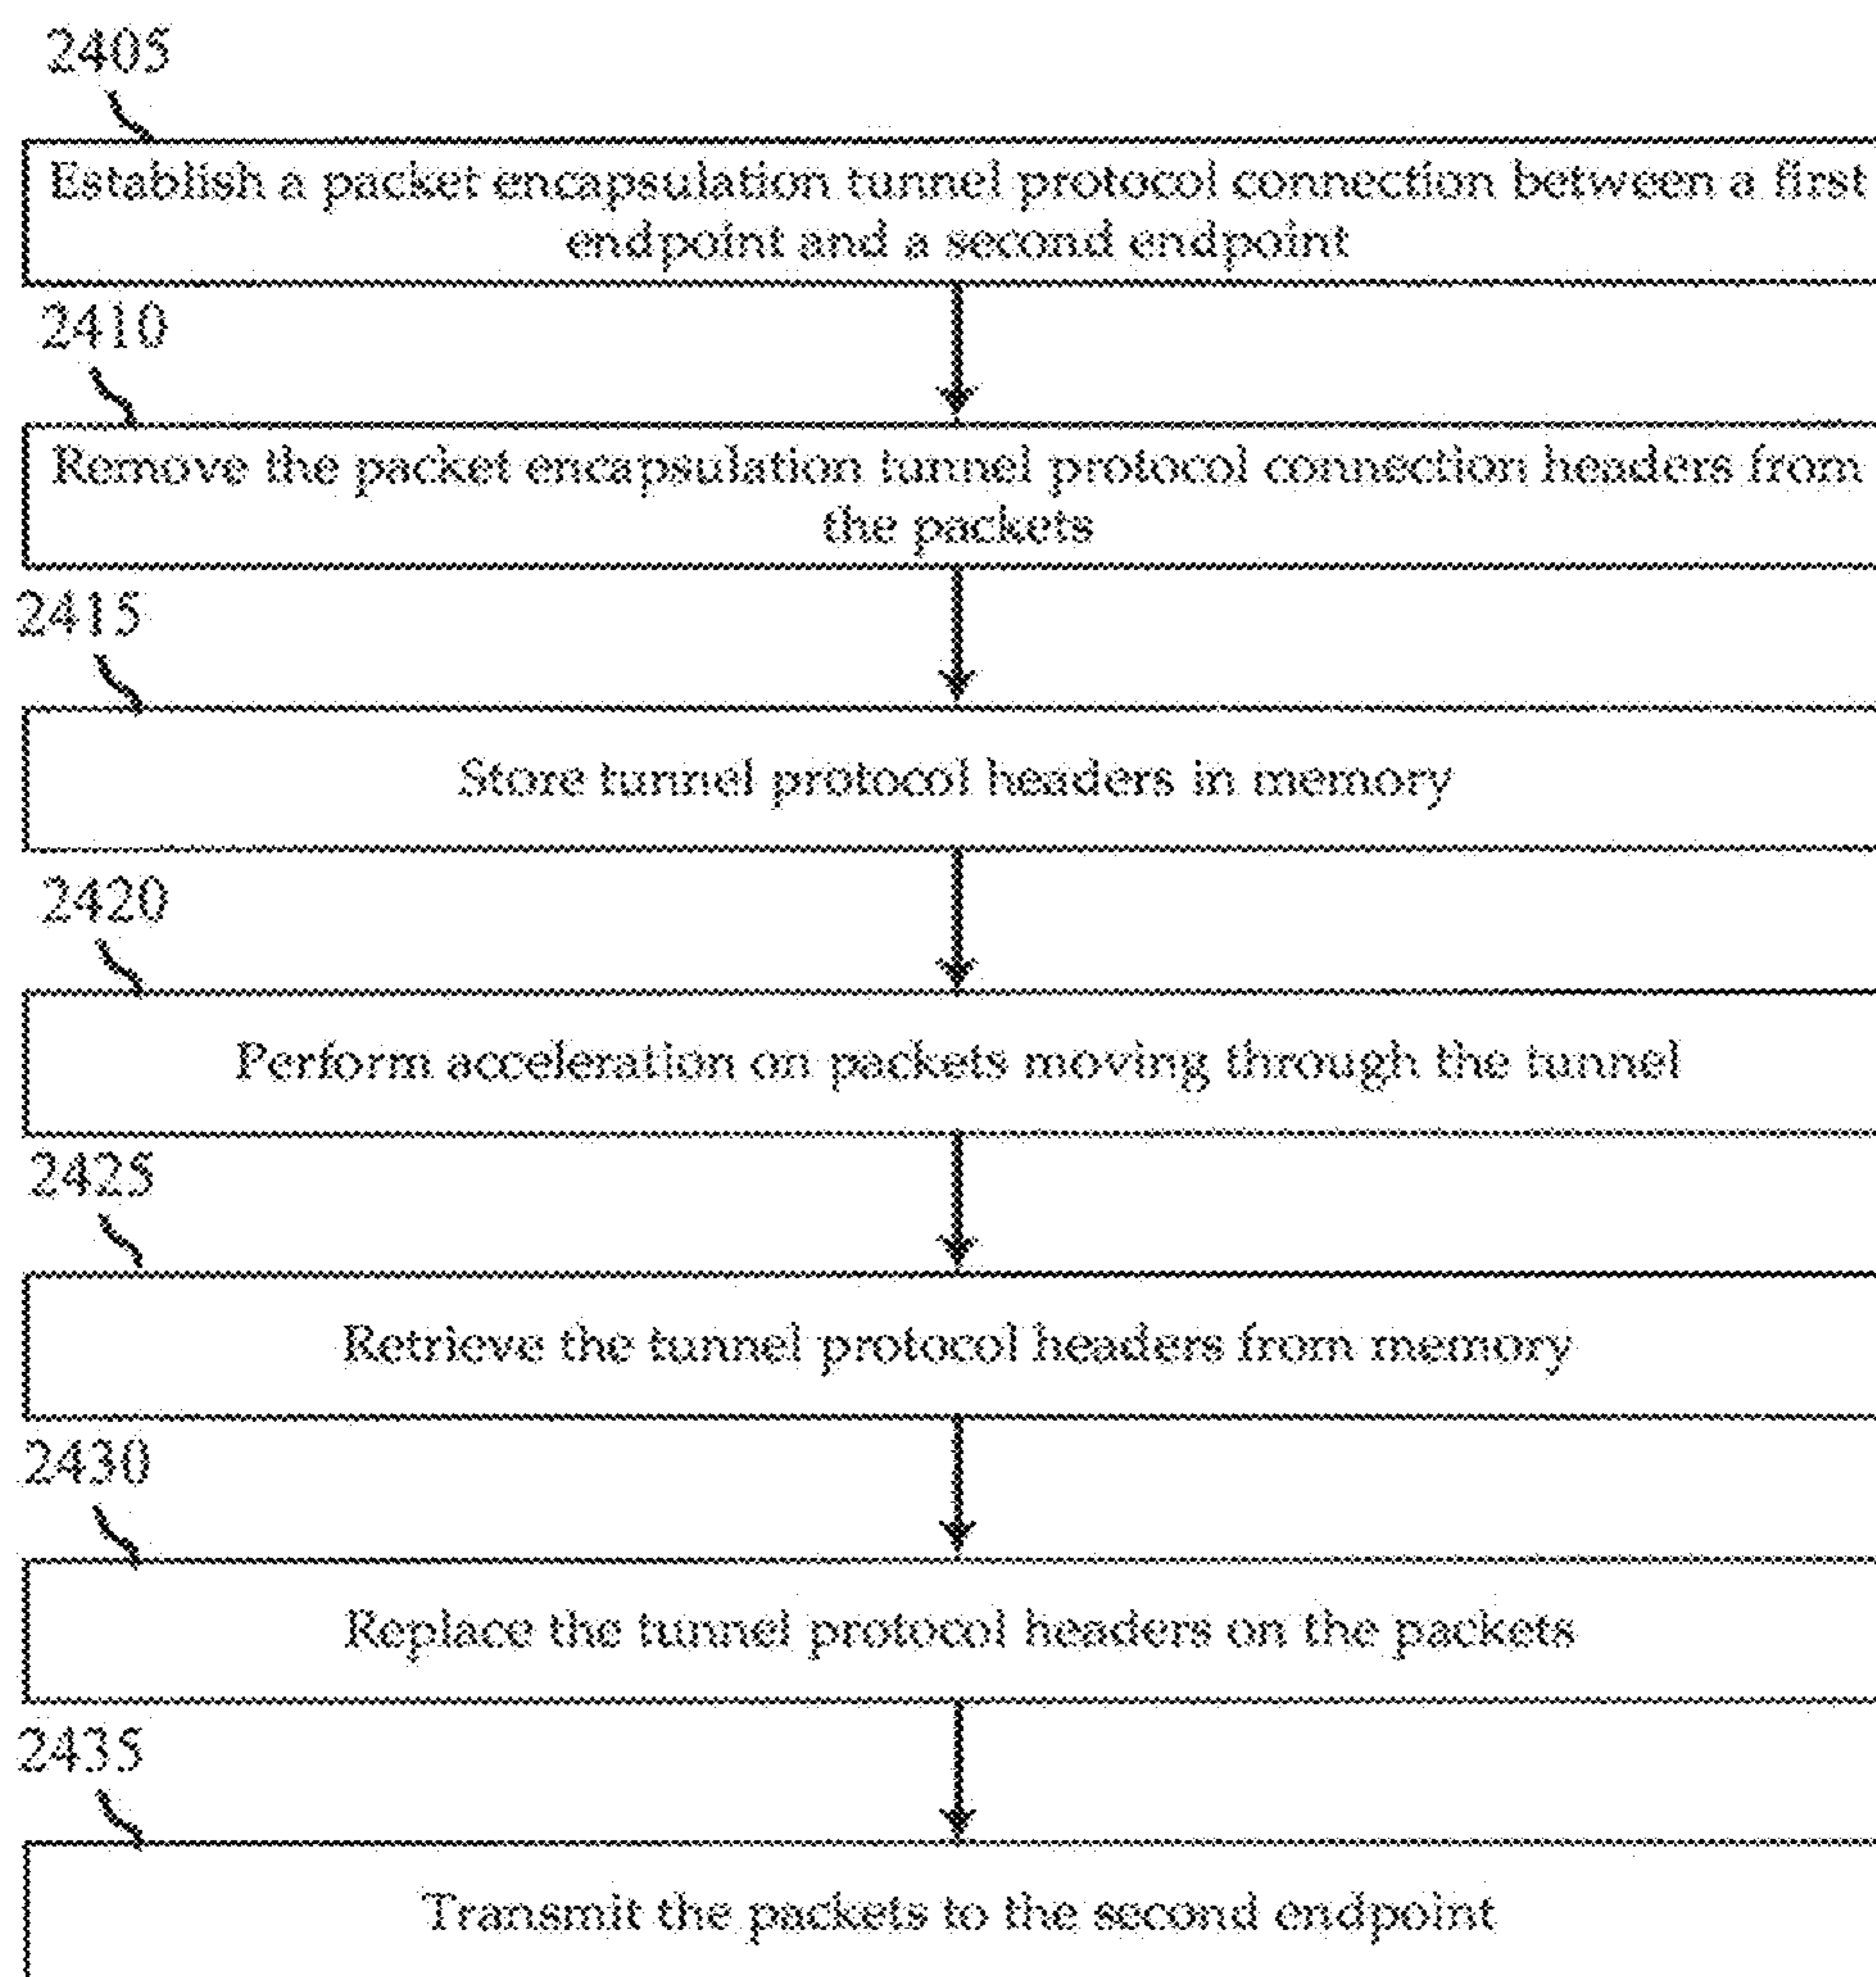 2405
Establish a packet encapsulation tunnel protocol connection between a first
endpoint and a second endpoint
2410
Remove the packet encapsulation tunnel protocol connection headers from
the packets
2415
Store tunnel protocol headers in memory
2420
Perform acceleration on packets moving through the tunnel
2425
Retrieve the tunnel protocol headers from memory
2430
Replace the tunnel protocol headers on the packets
2435
Transmit the packets to the second endpoint